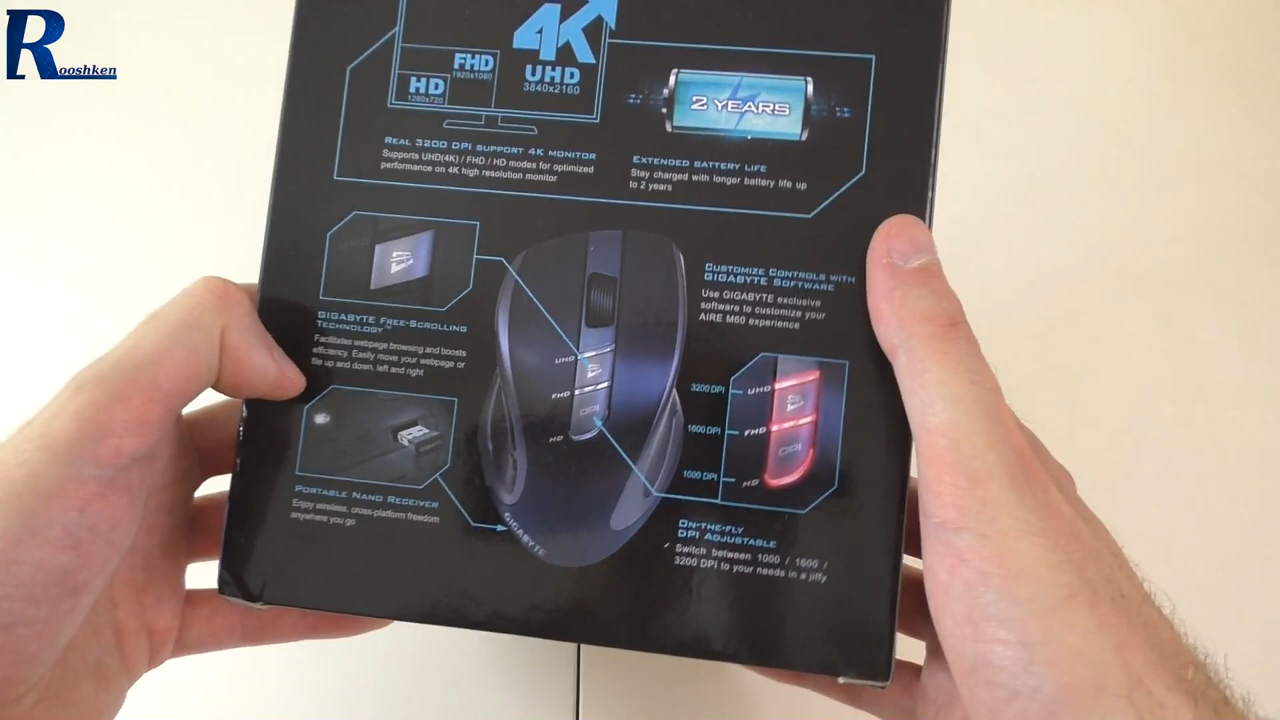 Rooshken
4K
FHD
1920x1080
UHD
HD
3840x2160
1280x720
2 YEARS
REAL 3200 DPI SUPPORT 4K MONITOR
Supports UHD(4K) / FHD / HD modes for optimized
performance on 4K high resolution monitor
EXTENDED BATTERY LIFE
Stay charged with longer battery life up
to 2 years
CUSTOMIZE CONTROLS WITH
GIGABYTE SOFTWARE
Use GIGABYTE exclusive
software to customize your
AIRE M60 experience
GIGABYTE FREE-SCROLLING
TECHNOLOGY™
Facilitates webpage browsing and boosts
efficiency. Easily move your webpage or
file up and down, left and right
UHD
FHD
DPI
HD
3200 DPI UHD
1600 DPI FHD
DPI
1000 DPI HD
PORTABLE NANO RECEIVER
Enjoy wireless, cross-platform freedom
anywhere you go
GIGABYTE
ON-THE-FLY
DPI ADJUSTABLE
✓ Switch between 1000 / 1600 /
3200 DPI to your needs in a jiffy